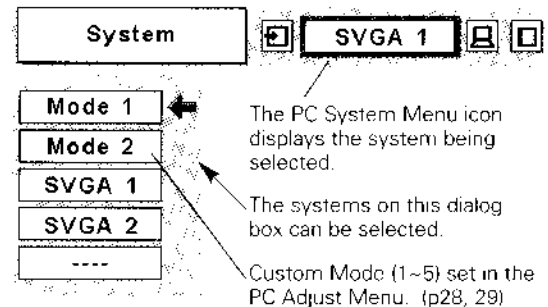 System
SVGA 1
Mode 1
Mode 2
SVGA 1
SVGA 2
----
The PC System Menu icon
displays the system being
selected.
The systems on this dialog
box can be selected.
Custom Mode (1~5) set in the
PC Adjust Menu. (p28, 29)